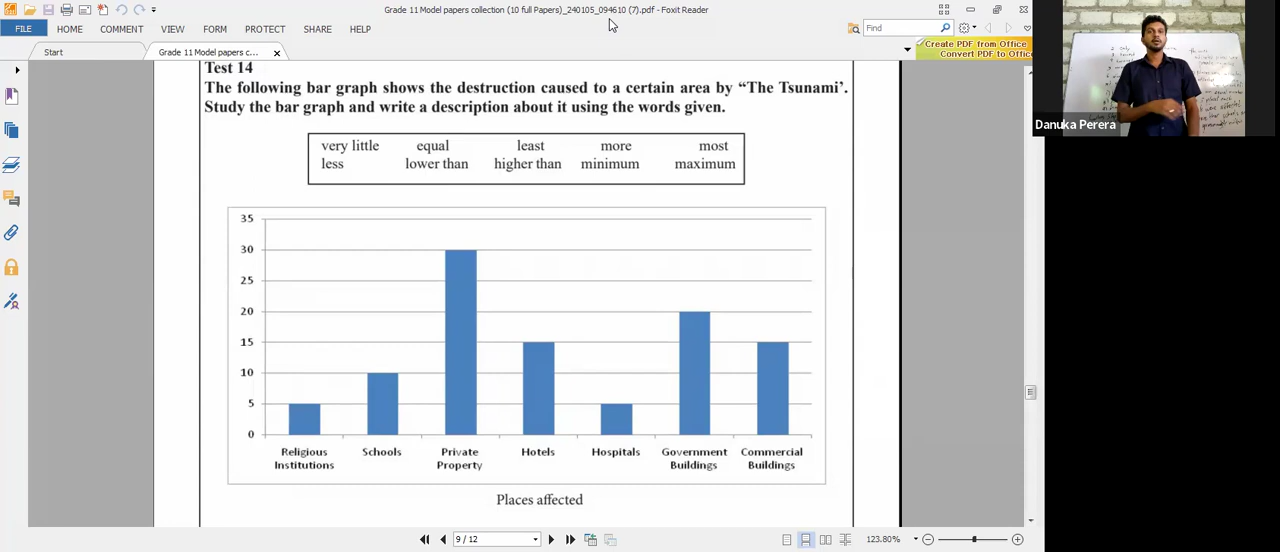 Grade 11 Model papers collection (10 full Papers)_240105_094610 (7).pdf - Foxit Reader
FILE HOME COMMENT VIEW FORM PROTECT SHARE HELP Find
Start Grade 11 Model papers c...
Create PDF from Office
Convert PDF to Offic
Danuka Perera
Test 14
The following bar graph shows the destruction caused to a certain area by “The Tsunami’.
Study the bar graph and write a description about it using the words given.
very little equal least more most
less lower than higher than minimum maximum
35
30
25
20
15
10
5
0
Religious Institutions
Schools
Private Property
Hotels
Hospitals
Government Buildings
Commercial Buildings
Places affected
9 / 12
123.80%